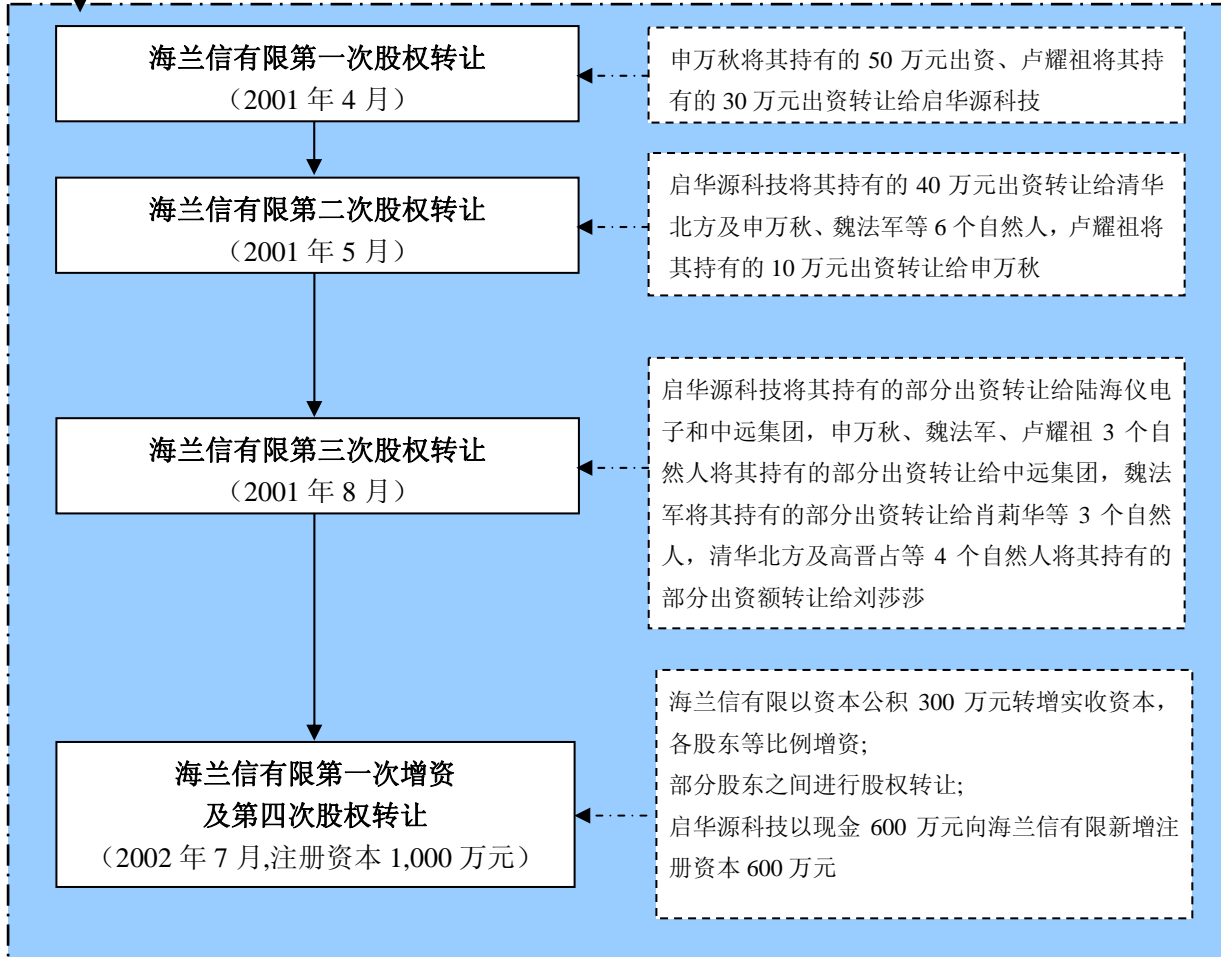 海兰信有限第一次股权转让
（2001 年 4 月）
申万秋将其持有的 50 万元出资、卢耀祖将其持
有的 30 万元出资转让给启华源科技
海兰信有限第二次股权转让
（2001 年 5 月）
启华源科技将其持有的 40 万元出资转让给清华
北方及申万秋、魏法军等 6 个自然人，卢耀祖将
其持有的 10 万元出资转让给申万秋
海兰信有限第三次股权转让
（2001 年 8 月）
启华源科技将其持有的部分出资转让给陆海仪电
子和中远集团，申万秋、魏法军、卢耀祖 3 个自
然人将其持有的部分出资转让给中远集团，魏法
军将其持有的部分出资转让给肖莉华等 3 个自然
人，清华北方及高晋占等 4 个自然人将其持有的
部分出资额转让给刘莎莎
海兰信有限第一次增资
及第四次股权转让
（2002 年 7 月,注册资本 1,000 万元）
海兰信有限以资本公积 300 万元转增实收资本，
各股东等比例增资;
部分股东之间进行股权转让;
启华源科技以现金 600 万元向海兰信有限新增注
册资本 600 万元